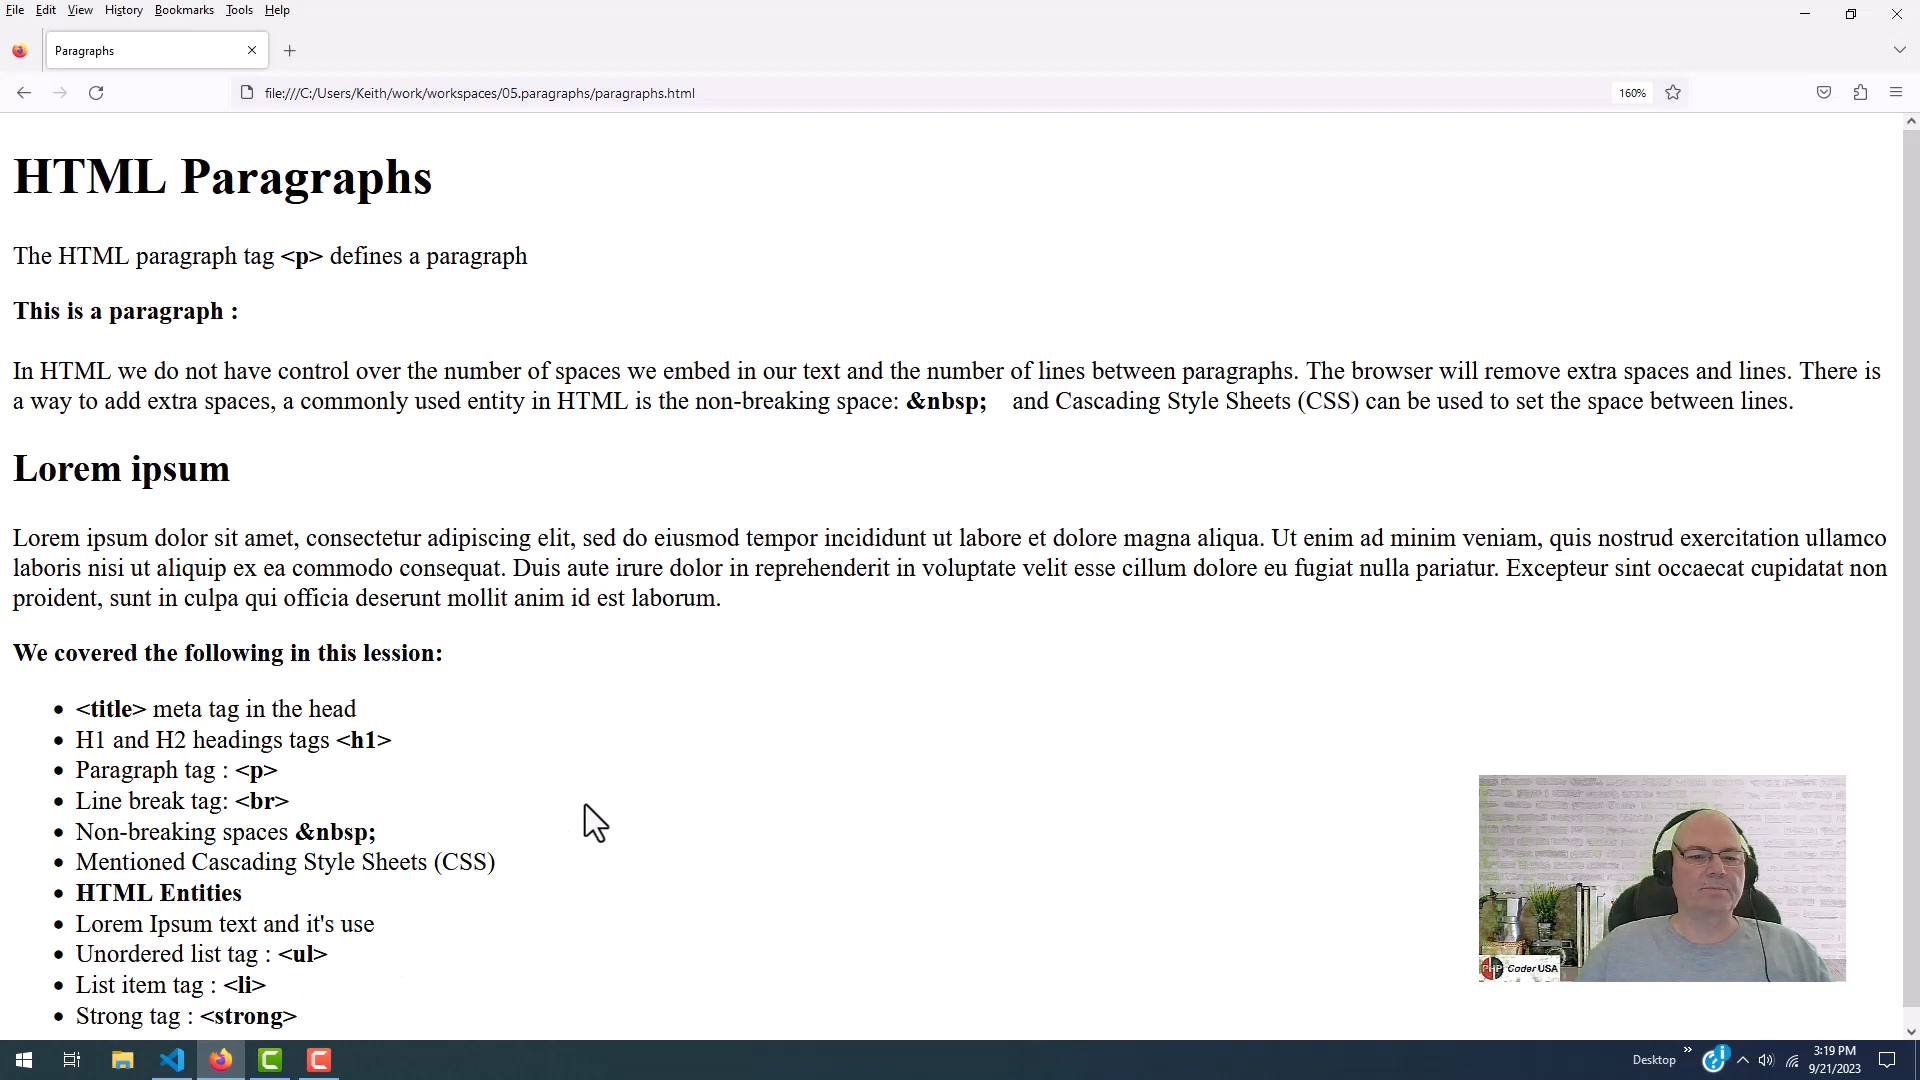 File Edit View History Bookmarks Tools Help
Paragraphs
file:///C:/Users/Keith/work/workspaces/05.paragraphs/paragraphs.html
160%
HTML Paragraphs
The HTML paragraph tag <p> defines a paragraph
This is a paragraph :
In HTML we do not have control over the number of spaces we embed in our text and the number of lines between paragraphs. The browser will remove extra spaces and lines. There is
a way to add extra spaces, a commonly used entity in HTML is the non-breaking space: &nbsp; and Cascading Style Sheets (CSS) can be used to set the space between lines.
Lorem ipsum
Lorem ipsum dolor sit amet, consectetur adipiscing elit, sed do eiusmod tempor incididunt ut labore et dolore magna aliqua. Ut enim ad minim veniam, quis nostrud exercitation ullamco
laboris nisi ut aliquip ex ea commodo consequat. Duis aute irure dolor in reprehenderit in voluptate velit esse cillum dolore eu fugiat nulla pariatur. Excepteur sint occaecat cupidatat non
proident, sunt in culpa qui officia deserunt mollit anim id est laborum.
We covered the following in this lession:
• <title> meta tag in the head
• H1 and H2 headings tags <h1>
• Paragraph tag : <p>
• Line break tag: <br>
• Non-breaking spaces &nbsp;
• Mentioned Cascading Style Sheets (CSS)
• HTML Entities
• Lorem Ipsum text and it's use
• Unordered list tag : <ul>
• List item tag : <li>
• Strong tag : <strong>
PHP Coder USA
Desktop
3:19 PM
9/21/2023